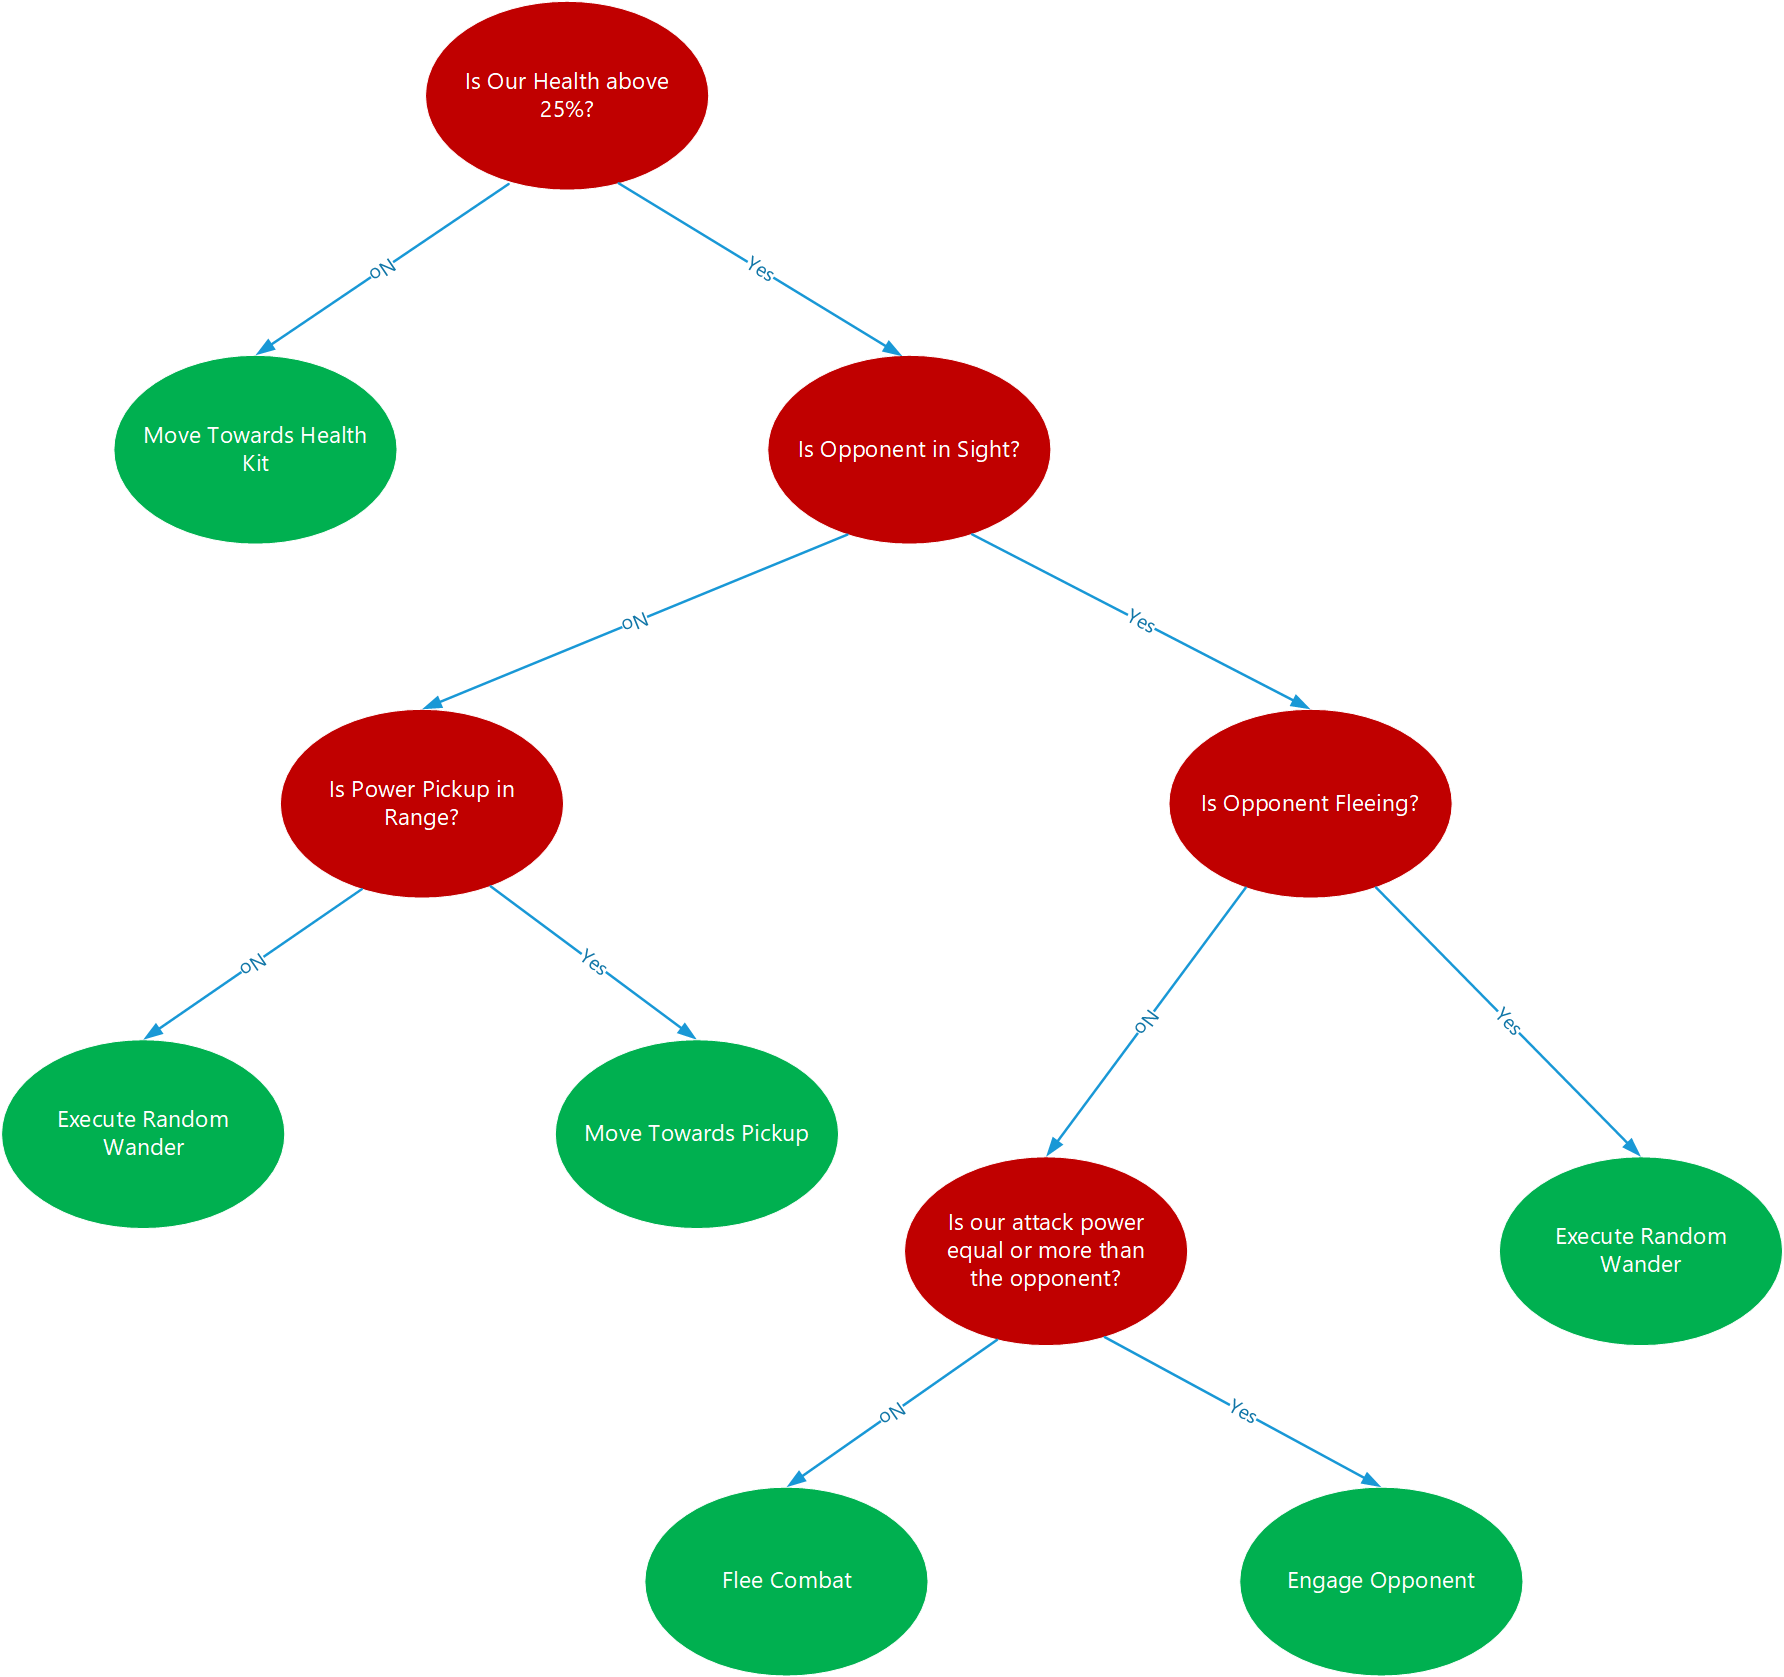 Is Our Health above
25%?
No
Yes
Move Towards Health
Kit
Is Opponent in Sight?
No
Yes
Is Power Pickup in
Range?
Is Opponent Fleeing?
No
Yes
No
Yes
Execute Random
Wander
Move Towards Pickup
Is our attack power
equal or more than
the opponent?
Execute Random
Wander
No
Yes
Flee Combat
Engage Opponent